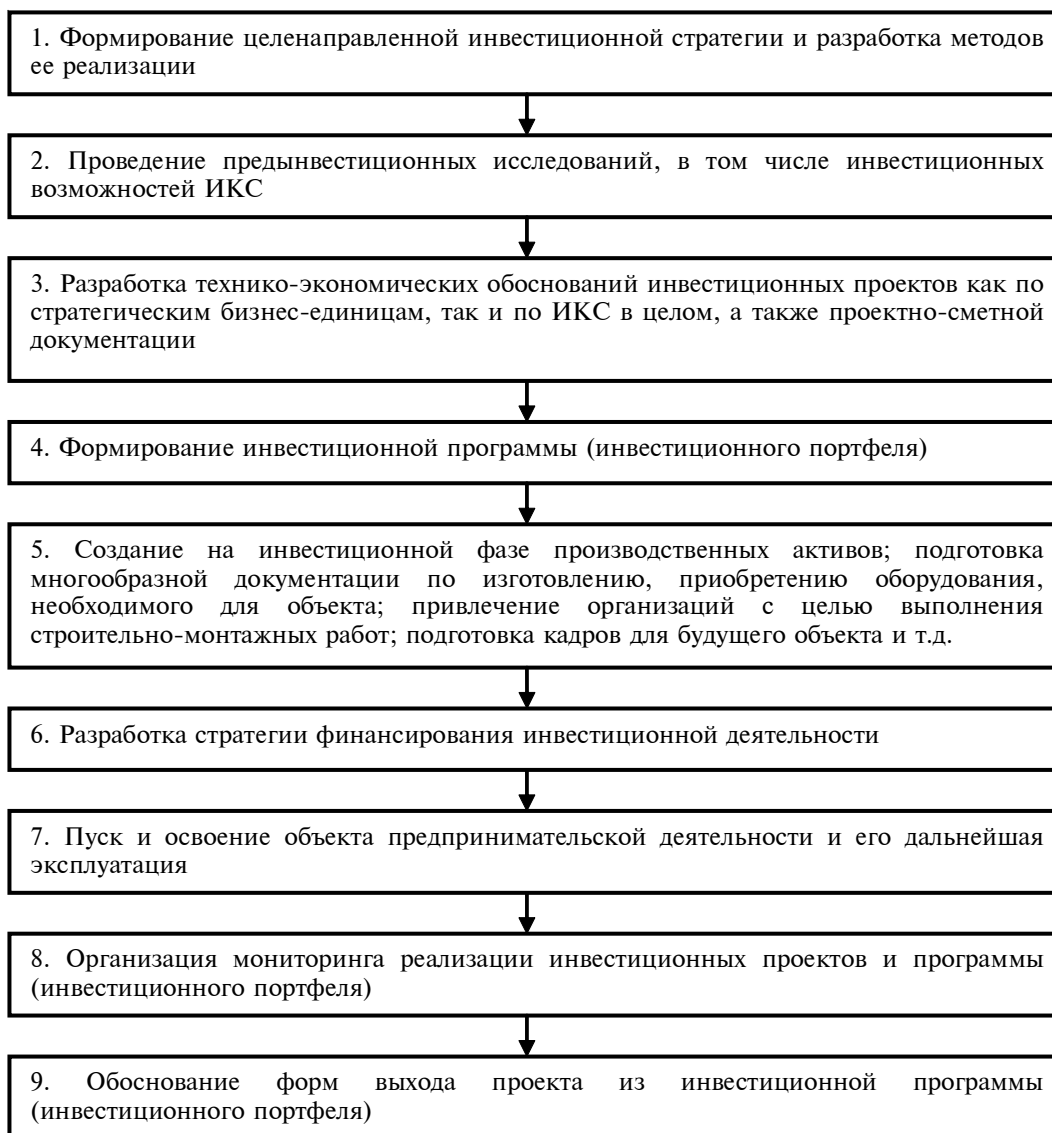 1. Формирование целенаправленной инвестиционной стратегии и разработка методов
ее реализации
2. Проведение предынвестиционных исследований, в том числе инвестиционных
возможностей ИКС
3. Разработка технико-экономических обоснований инвестиционных проектов как по
стратегическим бизнес-единицам, так и по ИКС в целом, а также проектно-сметной
документации
4. Формирование инвестиционной программы (инвестиционного портфеля)
5. Создание на инвестиционной фазе производственных активов; подготовка
многообразной документации по изготовлению, приобретению оборудования,
необходимого для объекта; привлечение организаций с целью выполнения
строительно-монтажных работ; подготовка кадров для будущего объекта и т.д.
6. Разработка стратегии финансирования инвестиционной деятельности
7. Пуск и освоение объекта предпринимательской деятельности и его дальнейшая
эксплуатация
8. Организация мониторинга реализации инвестиционных проектов и программы
(инвестиционного портфеля)
9. Обоснование форм выхода проекта из инвестиционной программы
(инвестиционного портфеля)